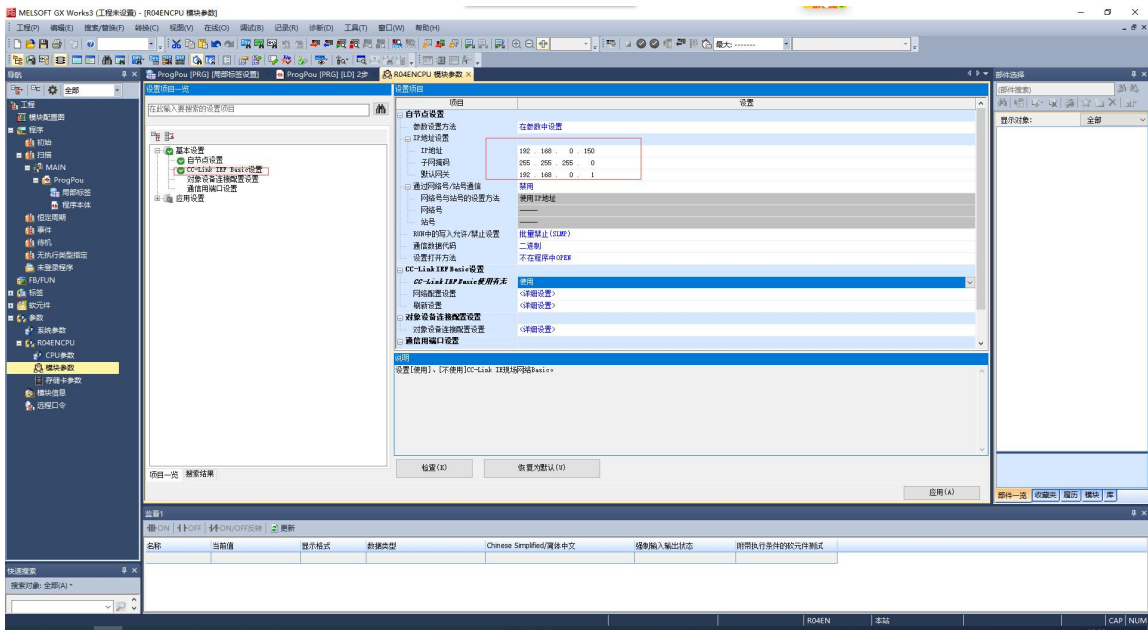 MELSOFT GX Works3 (工程未设置) - [R04ENCPU 模块参数]
工程(P) 编辑(E) 搜索/替换(F) 转换(C) 视图(V) 在线(O) 调试(B) 记录(R) 诊断(D) 工具(T) 窗口(W) 帮助(H)
最大: .......
导航
ProgPou [PRG] [局部标签设置] ProgPou [PRG] [LD] 2步 R04ENCPU 模块参数
部件选择
全部
工程
模块配置图
程序
初始
扫描
MAIN
ProgPou
局部标签
程序本体
恒定周期
事件
待机
无执行类型指定
未登录程序
FB/FUN
标签
软元件
参数
系统参数
R04ENCPU
CPU参数
模块参数
存储卡参数
模块信息
远程口令
设置项目一览
在此输入要搜索的设置项目
基本设置
自节点设置
CC-Link IEF Basic设置
对象设备连接配置设置
通信用端口设置
应用设置
项目一览 搜索结果
设置项目
项目 设置
自节点设置
参数设置方法 在参数中设置
IP地址设置
IP地址 192 . 168 . 0 . 150
子网掩码 255 . 255 . 255 . 0
默认网关 192 . 168 . 0 . 1
通过网络号/站号通信 禁用
网络号与站号的设置方法 使用IP地址
网络号
站号
RUN中的写入允许/禁止设置 批量禁止(SLMP)
通信数据代码 二进制
设置打开方法 不在程序中OPEN
CC-Link IEF Basic设置
CC-Link IEF Basic使用有无 使用
网络配置设置 <详细设置>
刷新设置 <详细设置>
对象设备连接配置设置
对象设备连接配置设置 <详细设置>
通信用端口设置
说明
设置[使用]、[不使用]CC-Link IE现场网络Basic。
检查(K) 恢复为默认(U)
应用(A)
(部件搜索)
显示对象: 全部
部件一览 收藏夹 履历 模块 库
监看1
ON OFF ON/OFF反转 更新
名称 当前值 显示格式 数据类型 Chinese Simplified/简体中文 强制输入输出状态 附带执行条件的软元件测试
快速搜索
搜索对象: 全部(A)
R04EN 本站 CAP NUM